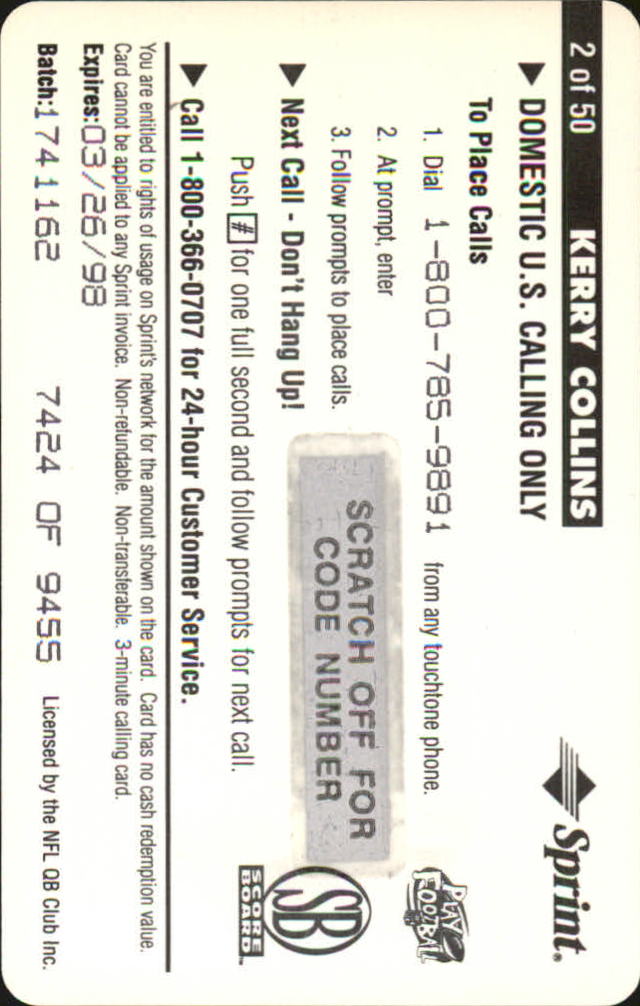 2 of 50 KERRY COLLINS
Sprint®
▶ DOMESTIC U.S. CALLING ONLY
To Place Calls
1. Dial 1-800-785-9891 from any touchtone phone.
2. At prompt, enter
3. Follow prompts to place calls.
SCRATCH OFF FOR
CODE NUMBER
PLAY
FOOTBALL
▶ Next Call - Don't Hang Up!
Push # for one full second and follow prompts for next call.
▶ Call 1-800-366-0707 for 24-hour Customer Service.
SB
SCORE
BOARD™
You are entitled to rights of usage on Sprint's network for the amount shown on the card. Card has no cash redemption value.
Card cannot be applied to any Sprint invoice. Non-refundable. Non-transferable. 3-minute calling card.
Expires:03/26/98
Batch:1741162 7424 OF 9455 Licensed by the NFL QB Club Inc.